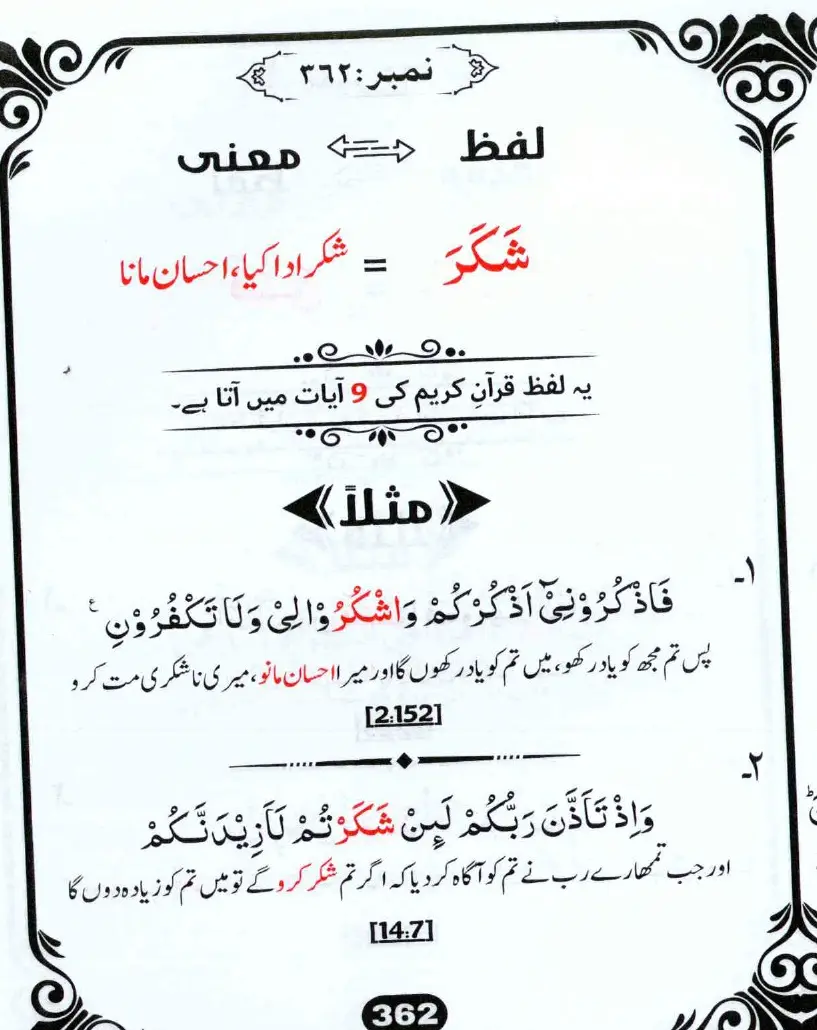 نمبر: ۳٦۲
لفظ ⇐⇒ معنی
شَکَرَ = شکر ادا کیا، احسان مانا
یہ لفظ قرآنِ کریم کی 9 آیات میں آتا ہے۔
مثلاً
۱۔
فَاذْکُرُوْنِیْۤ اَذْکُرْکُمْ وَاشْکُرُوْا لِیْ وَلَا تَکْفُرُوْنِ ع
پس تم مجھ کو یاد رکھو، میں تم کو یاد رکھوں گا اور میرا احسان مانو، میری ناشکری مت کرو
[2:152]
۲۔
وَاِذْ تَاَذَّنَ رَبُّکُمْ لَىِٕنْ شَکَرْتُمْ لَاَزِیْدَنَّکُمْ
اور جب تمھارے رب نے تم کو آگاہ کر دیا کہ اگر تم شکر کرو گے تو میں تم کو زیادہ دوں گا
[14:7]
362